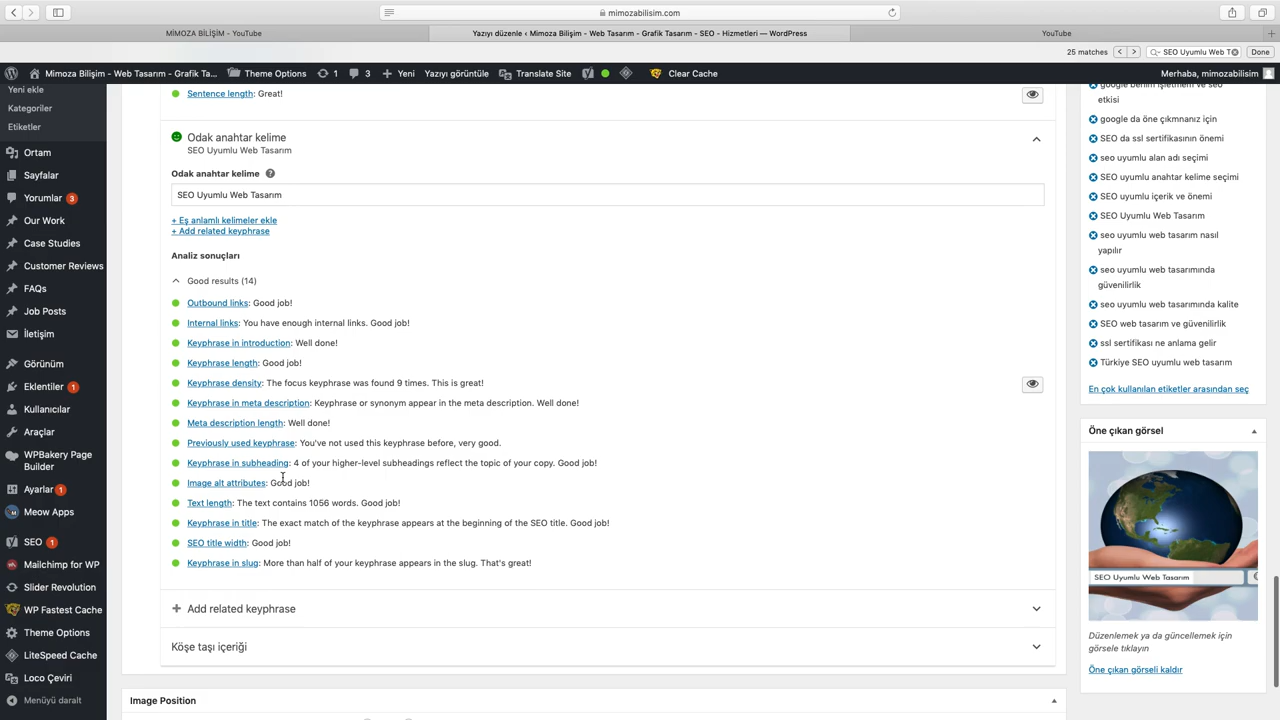 mimozabilisim.com
MİMOZA BİLİŞİM - YouTube
Yazıyı düzenle ‹ Mimoza Bilişim - Web Tasarım - Grafik Tasarım - SEO - Hizmetleri — WordPress
YouTube
25 matches
SEO Uyumlu Web T
Done
Mimoza Bilişim - Web Tasarım - Grafik Ta...
Theme Options
1
3
Yeni
Yazıyı görüntüle
Translate Site
Clear Cache
Merhaba, mimozabilisim
Yeni ekle
Kategoriler
Etiketler
Ortam
Sayfalar
Yorumlar 3
Our Work
Case Studies
Customer Reviews
FAQs
Job Posts
İletişim
Görünüm
Eklentiler 1
Kullanıcılar
Araçlar
WPBakery Page
Builder
Ayarlar 1
Meow Apps
SEO 1
Mailchimp for WP
Slider Revolution
WP Fastest Cache
Theme Options
LiteSpeed Cache
Loco Çeviri
Menüyü daralt
Sentence length: Great!
Odak anahtar kelime
SEO Uyumlu Web Tasarım
Odak anahtar kelime ?
SEO Uyumlu Web Tasarım
+ Eş anlamlı kelimeler ekle
+ Add related keyphrase
Analiz sonuçları
Good results (14)
Outbound links: Good job!
Internal links: You have enough internal links. Good job!
Keyphrase in introduction: Well done!
Keyphrase length: Good job!
Keyphrase density: The focus keyphrase was found 9 times. This is great!
Keyphrase in meta description: Keyphrase or synonym appear in the meta description. Well done!
Meta description length: Well done!
Previously used keyphrase: You've not used this keyphrase before, very good.
Keyphrase in subheading: 4 of your higher-level subheadings reflect the topic of your copy. Good job!
Image alt attributes: Good job!
Text length: The text contains 1056 words. Good job!
Keyphrase in title: The exact match of the keyphrase appears at the beginning of the SEO title. Good job!
SEO title width: Good job!
Keyphrase in slug: More than half of your keyphrase appears in the slug. That's great!
Add related keyphrase
Köşe taşı içeriği
Image Position
google benim işletmem ve seo
etkisi
google da öne çıkmnanız için
SEO da ssl sertifikasının önemi
seo uyumlu alan adı seçimi
SEO uyumlu anahtar kelime seçimi
SEO uyumlu içerik ve önemi
SEO Uyumlu Web Tasarım
seo uyumlu web tasarım nasıl
yapılır
seo uyumlu web tasarımında
güvenilirlik
seo uyumlu web tasarımında kalite
SEO web tasarım ve güvenilirlik
ssl sertifikası ne anlama gelir
Türkiye SEO uyumlu web tasarım
En çok kullanılan etiketler arasından seç
Öne çıkan görsel
SEO Uyumlu Web Tasarım
Düzenlemek ya da güncellemek için
görsele tıklayın
Öne çıkan görseli kaldır